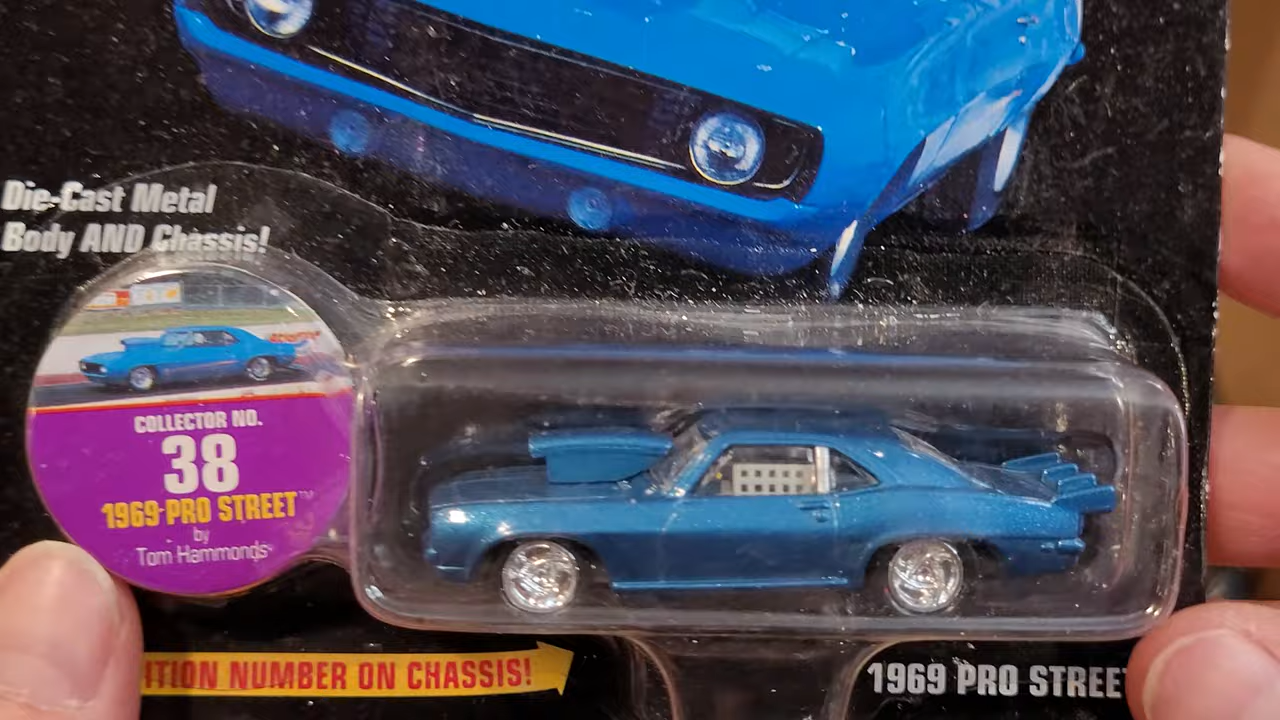 Die-Cast Metal
Body AND Chassis!
COLLECTOR NO.
38
1969 PRO STREET™
by
Tom Hammonds
ITION NUMBER ON CHASSIS!
1969 PRO STREET